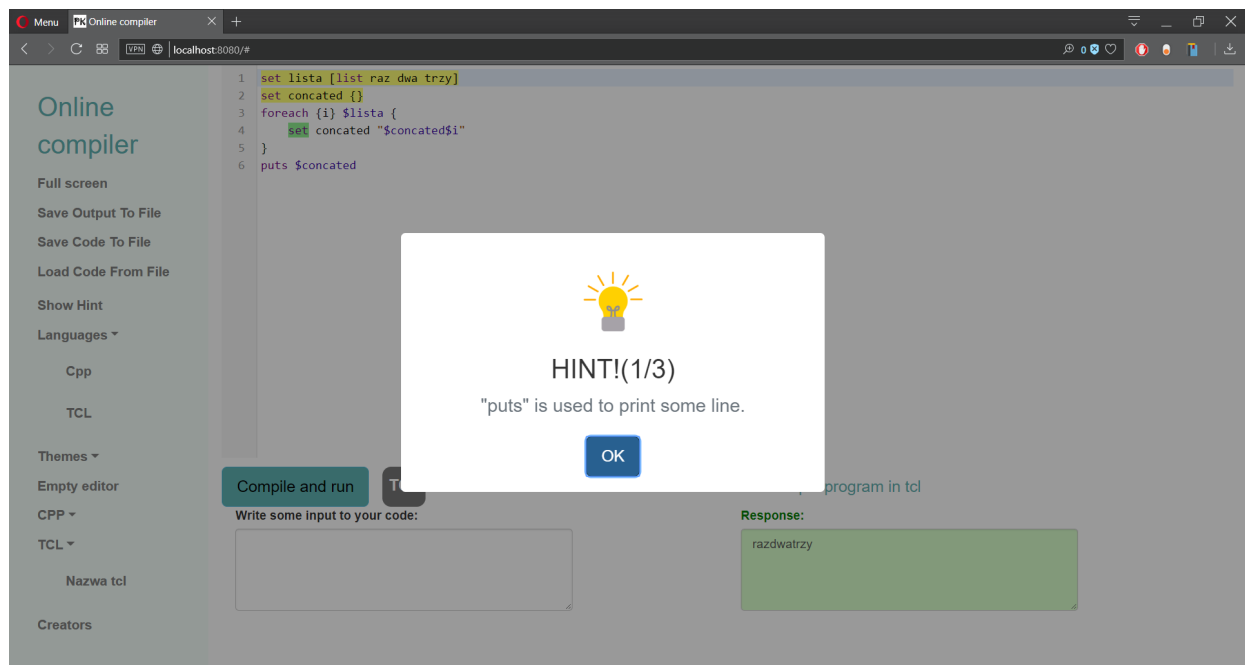 Menu
PK Online compiler
VPN localhost:8080/#
0
Online
compiler
Full screen
Save Output To File
Save Code To File
Load Code From File
Show Hint
Languages
Cpp
TCL
Themes
Empty editor
CPP
TCL
Nazwa tcl
Creators
1 set lista [list raz dwa trzy]
2 set concated {}
3 foreach {i} $lista {
4 set concated "$concated$i"
5 }
6 puts $concated
HINT!(1/3)
"puts" is used to print some line.
OK
Compile and run
program in tcl
Write some input to your code:
Response:
razdwatrzy